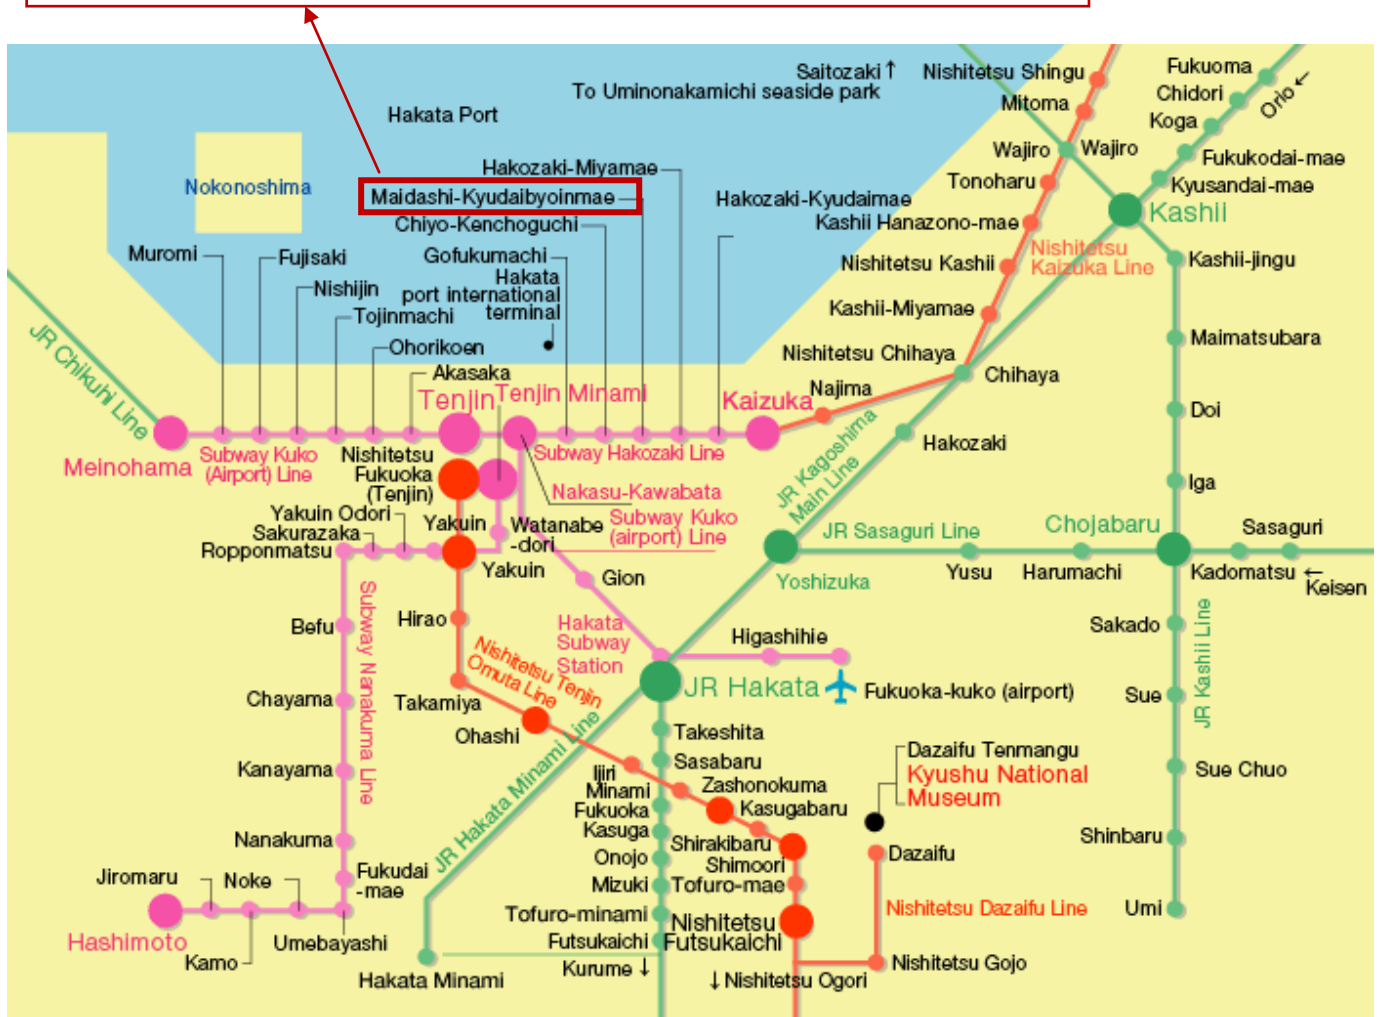 Saitozaki ↑
To Uminonakamichi seaside park
Hakata Port
Nokonoshima
Nishitetsu Shingu
Mitoma
Wajiro
Wajiro
Tonoharu
Fukuoma
Chidori
Koga
Orio ←
Fukukodai-mae
Kyusandai-mae
Kashii
Hakozaki-Miyamae
Maidashi-Kyudaibyoinmae
Chiyo-Kenchoguchi
Gofukumachi
Hakata
port international
terminal
Hakozaki-Kyudaimae
Kashii Hanazono-mae
Nishitetsu Kashii
Nishitetsu
Kaizuka Line
Kashii-Miyamae
Nishitetsu Chihaya
Chihaya
Najima
Kashii-jingu
Maimatsubara
Doi
Iga
Muromi
Fujisaki
Nishijin
Tojinmachi
Ohorikoen
Akasaka
JR Chikuhi Line
Tenjin
Tenjin Minami
Kaizuka
Meinohama
Subway Kuko
(Airport) Line
Nishitetsu
Fukuoka
(Tenjin)
Subway Hakozaki Line
Nakasu-Kawabata
Subway Kuko
(airport) Line
JR Kagoshima
Main Line
Hakozaki
Yakuin Odori
Sakurazaka
Ropponmatsu
Yakuin
Watanabe
-dori
Yakuin
Gion
JR Sasaguri Line
Yoshizuka
Yusu
Harumachi
Chojabaru
Sasaguri
Kadomatsu ←
Keisen
Befu
Subway Nanakuma Line
Hirao
Hakata
Subway
Station
Higashihie
JR Hakata
Fukuoka-kuko (airport)
Sakado
Sue
JR Kashii Line
Sue Chuo
Shinbaru
Umi
Chayama
Kanayama
Nanakuma
Takamiya
Nishitetsu Tenjin
Omuta Line
Ohashi
JR Hakata Minami Line
Takeshita
Sasabaru
Ijiri
Minami
Fukuoka
Kasuga
Onojo
Mizuki
Tofuro-minami
Futsukaichi
Kurume ↓
Zashonokuma
Kasugabaru
Shirakibaru
Shimoori
Tofuro-mae
Nishitetsu
Futsukaichi
↓ Nishitetsu Ogori
Dazaifu Tenmangu
Kyushu National
Museum
Dazaifu
Nishitetsu Dazaifu Line
Nishitetsu Gojo
Jiromaru
Noke
Fukudai
-mae
Hashimoto
Kamo
Umebayashi
Hakata Minami